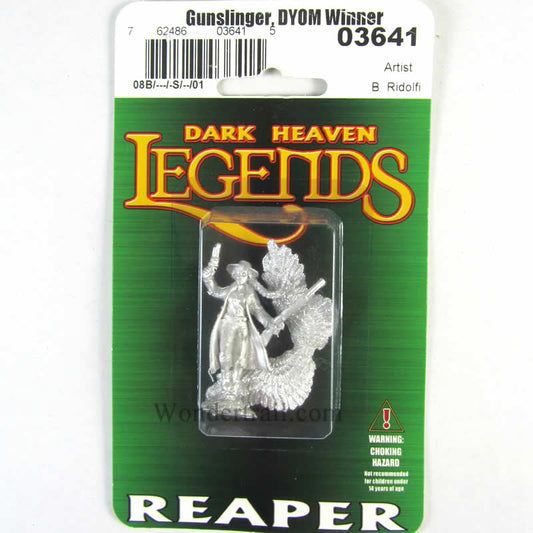 Gunslinger, DYOM Winner
7 62486 03641 5
03641
Artist
08B/---/-S/--/01
B. Ridolfi
DARK HEAVEN
LEGENDS
Wondertrail.com
WARNING:
CHOKING
HAZARD
Not recommended
for children under
14 years of age
REAPER